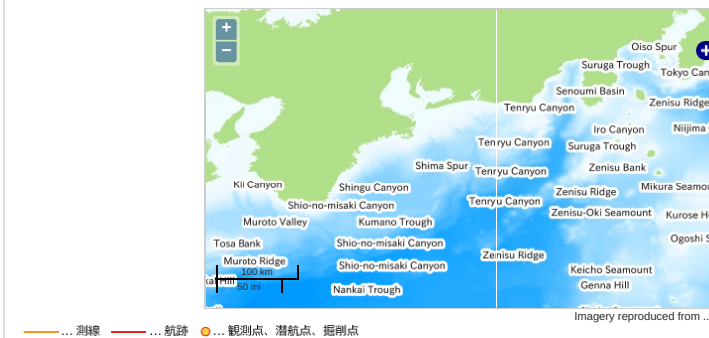 +
−
Oiso Spur
Suruga Trough
Tokyo Can
Senoumi Basin
Zenisu Ridge
Tenryu Canyon
Iro Canyon
Niijima
Tenryu Canyon
Suruga Trough
Shima Spur
Tenryu Canyon
Zenisu Bank
Kii Canyon
Shingu Canyon
Zenisu Ridge
Mikura Seamou
Shio-no-misaki Canyon
Tenryu Canyon
Zenisu-Oki Seamount
Kurose H
Muroto Valley
Kumano Trough
Tosa Bank
Shio-no-misaki Canyon
Ogoshi S
Zenisu Ridge
Muroto Ridge
Shio-no-misaki Canyon
Keicho Seamount
100 km
Hill
50 mi
Nankai Trough
Genna Hill
Imagery reproduced from ..
... 測線 ... 航跡 ... 観測点、潜航点、掘削点